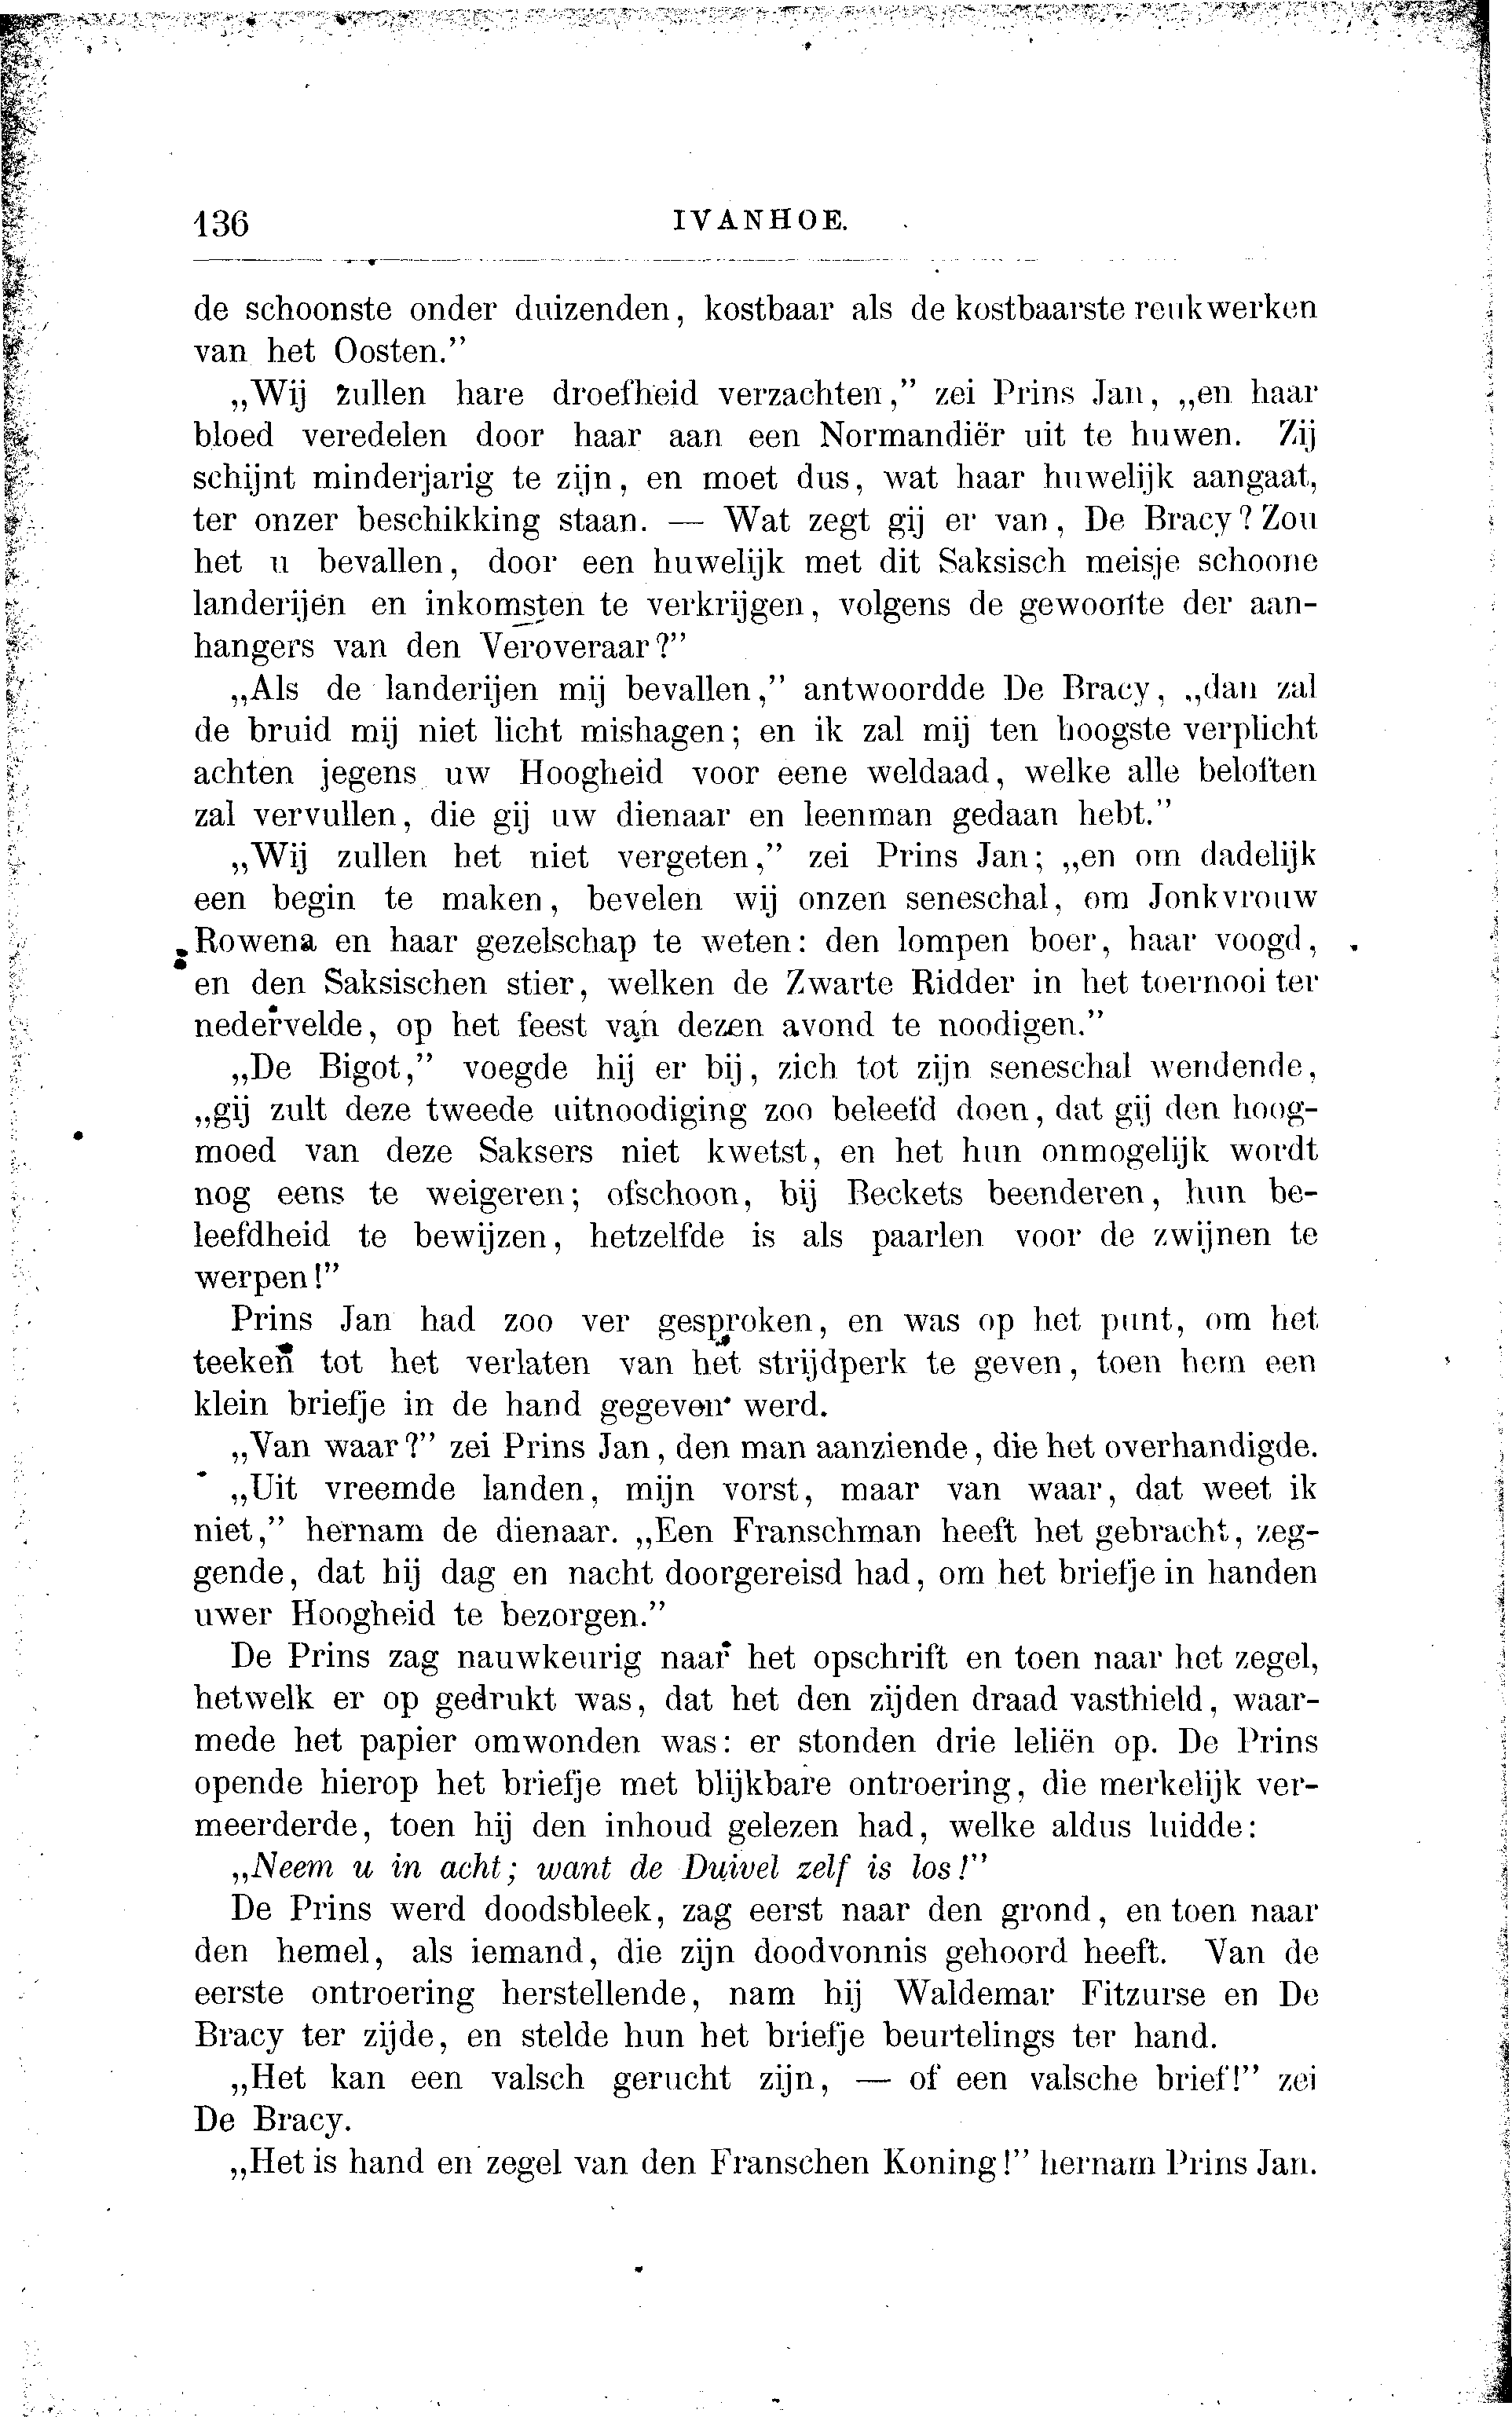 136
IVANHOE.
de schoonste onder duizenden, kostbaar als de kostbaarste reukwerken
van het Oosten.”
„Wij zullen hare droefheid verzachten,” zei Prins Jan, „en haar
bloed veredelen door haar aan een Normandiër uit te huwen. Zij
schijnt minderjarig te zijn, en moet dus, wat haar huwelijk aangaat,
ter onzer beschikking staan. — Wat zegt gij er van, De Bracy? Zou
het u bevallen, door een huwelijk met dit Saksisch meisje schoone
landerijen en inkomsten te verkrijgen, volgens de gewoonte der aan-
hangers van den Veroveraar?”
„Als de landerijen mij bevallen,” antwoordde De Bracy, „dan zal
de bruid mij niet licht mishagen; en ik zal mij ten hoogste verplicht
achten jegens uw Hoogheid voor eene weldaad, welke alle beloften
zal vervullen, die gij uw dienaar en leenman gedaan hebt.”
„Wij zullen het niet vergeten,” zei Prins Jan; „en om dadelijk
een begin te maken, bevelen wij onzen seneschal, om Jonkvrouw
Rowena en haar gezelschap te weten: den lompen boer, haar voogd,
en den Saksischen stier, welken de Zwarte Ridder in het toernooi ter
nedervelde, op het feest van dezen avond te noodigen.”
„De Bigot,” voegde hij er bij, zich tot zijn seneschal wendende,
„gij zult deze tweede uitnoodiging zoo beleefd doen, dat gij den hoog-
moed van deze Saksers niet kwetst, en het hun onmogelijk wordt
nog eens te weigeren; ofschoon, bij Beckets beenderen, hun be-
leefdheid te bewijzen, hetzelfde is als paarlen voor de zwijnen te
werpen!”
Prins Jan had zoo ver gesproken, en was op het punt, om het
teeken tot het verlaten van het strijdperk te geven, toen hem een
klein briefje in de hand gegeven werd.
„Van waar?” zei Prins Jan, den man aanziende, die het overhandigde.
„Uit vreemde landen, mijn vorst, maar van waar, dat weet ik
niet,” hernam de dienaar. „Een Franschman heeft het gebracht, zeg-
gende, dat hij dag en nacht doorgereisd had, om het briefje in handen
uwer Hoogheid te bezorgen.”
De Prins zag nauwkeurig naar het opschrift en toen naar het zegel,
hetwelk er op gedrukt was, dat het den zijden draad vasthield, waar-
mede het papier omwonden was: er stonden drie leliën op. De Prins
opende hierop het briefje met blijkbare ontroering, die merkelijk ver-
meerderde, toen hij den inhoud gelezen had, welke aldus luidde:
„Neem u in acht; want de Duivel zelf is los!”
De Prins werd doodsbleek, zag eerst naar den grond, en toen naar
den hemel, als iemand, die zijn doodvonnis gehoord heeft. Van de
eerste ontroering herstellende, nam hij Waldemar Fitzurse en De
Bracy ter zijde, en stelde hun het briefje beurtelings ter hand.
„Het kan een valsch gerucht zijn, — of een valsche brief!” zei
De Bracy.
„Het is hand en zegel van den Franschen Koning!” hernam Prins Jan.